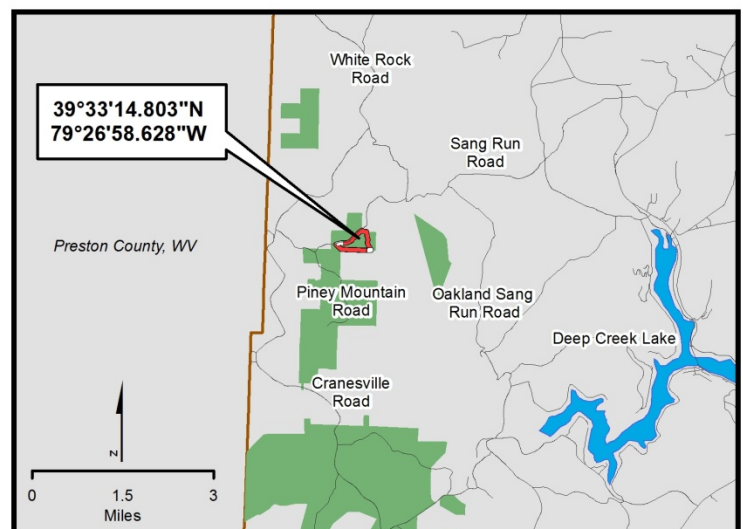 White Rock
Road
39°33'14.803"N
79°26'58.628"W
Sang Run
Road
Preston County, WV
Piney Mountain
Road
Oakland Sang
Run Road
Deep Creek Lake
Cranesville
Road
N
0 1.5 3
Miles